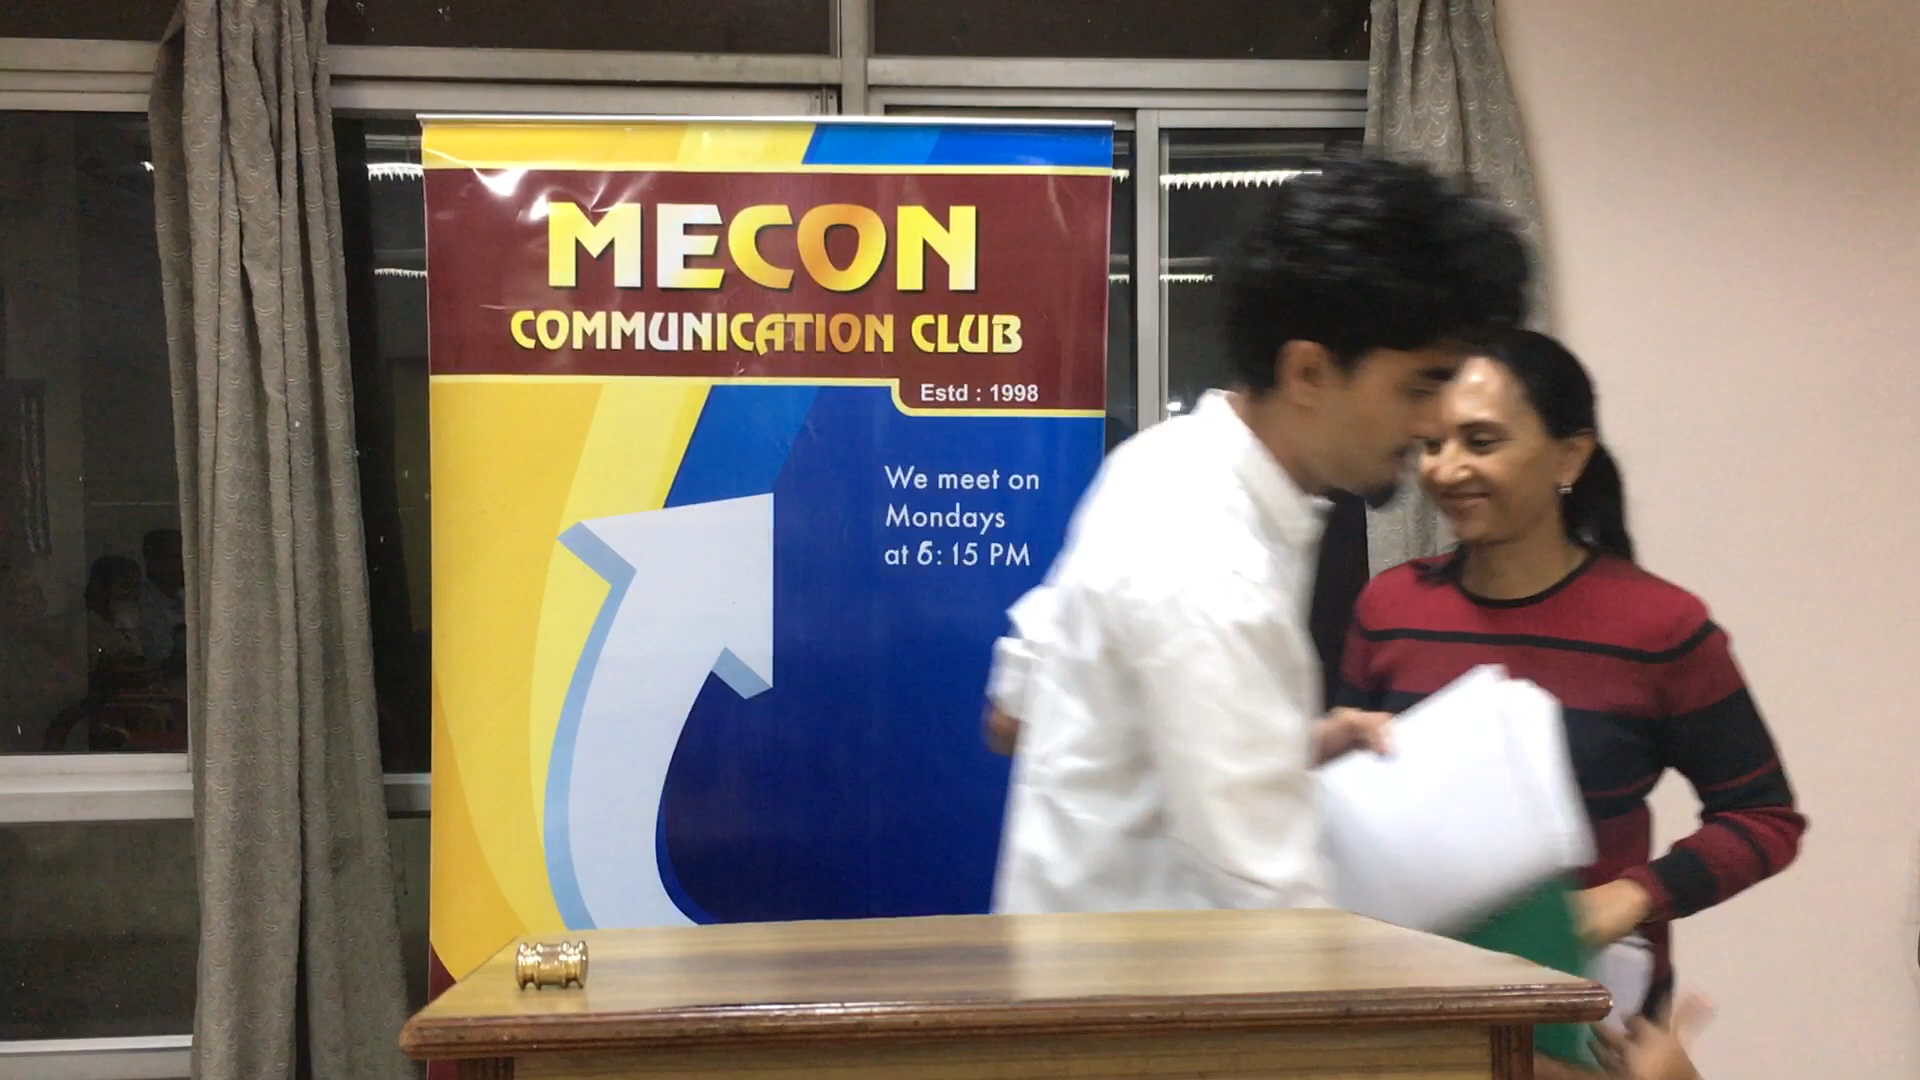 MECON
COMMUNICATION CLUB
Estd : 1998
We meet on
Mondays
at 6: 15 PM